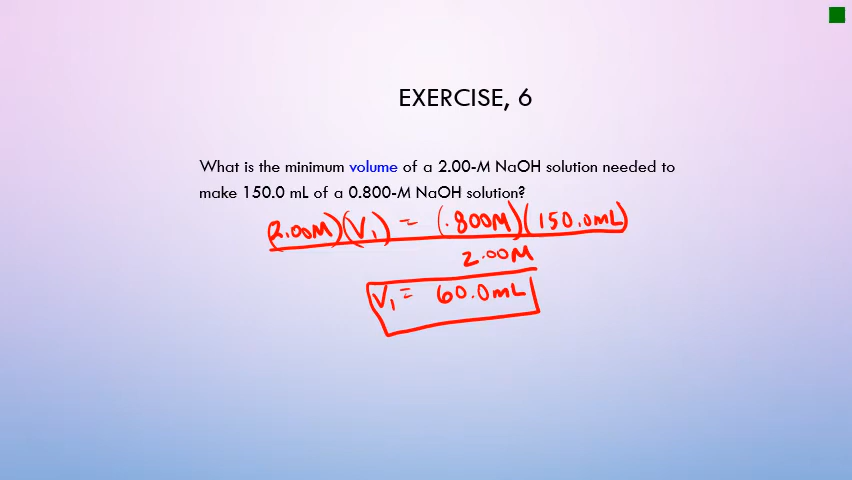 EXERCISE, 6
What is the minimum volume of a 2.00-M NaOH solution needed to
make 150.0 mL of a 0.800-M NaOH solution?
(2.00M)(V₁) = (.800M)(150.0mL)
2.00M
V₁ = 60.0mL